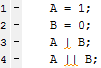 1 - A = 1;
2 - B = 0;
3 - A | B;
4 - A || B;